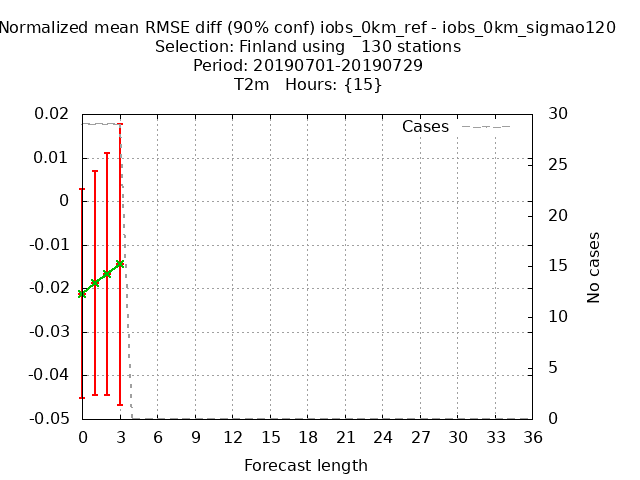 Normalized mean RMSE diff (90% conf) iobs_0km_ref - iobs_0km_sigmao120
Selection: Finland using   130 stations
Period: 20190701-20190729
T2m   Hours: {15}
Cases
0.02
0.01
0
-0.01
-0.02
-0.03
-0.04
-0.05
30
25
20
15
10
5
0
No cases
0 3 6 9 12 15 18 21 24 27 30 33 36
Forecast length